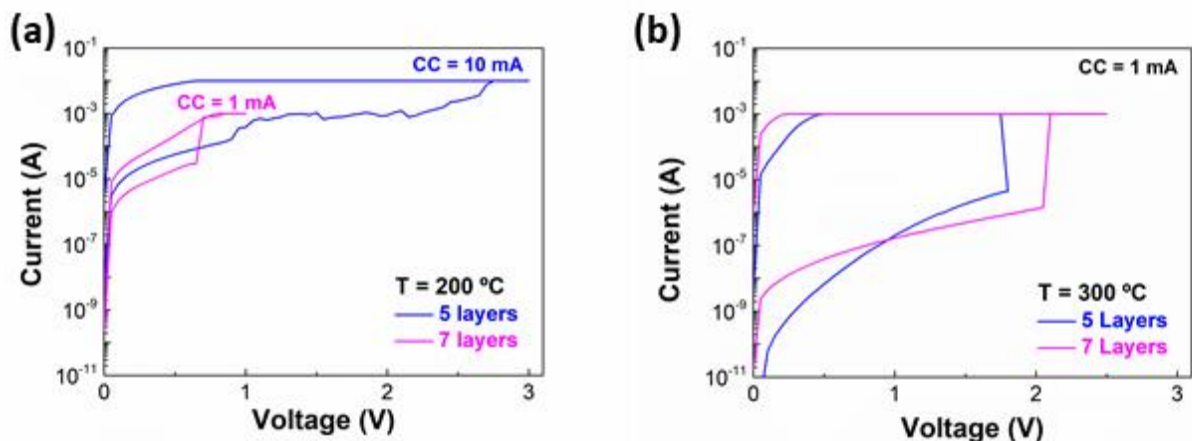 (a)
10-1
10-3
10-5
10-7
10-9
10-11
Current (A)
CC = 10 mA
CC = 1 mA
T = 200 ºC
5 layers
7 layers
0
1
2
3
Voltage (V)
(b)
10-1
10-3
10-5
10-7
10-9
10-11
Current (A)
CC = 1 mA
T = 300 ºC
5 Layers
7 Layers
0
1
2
3
Voltage (V)